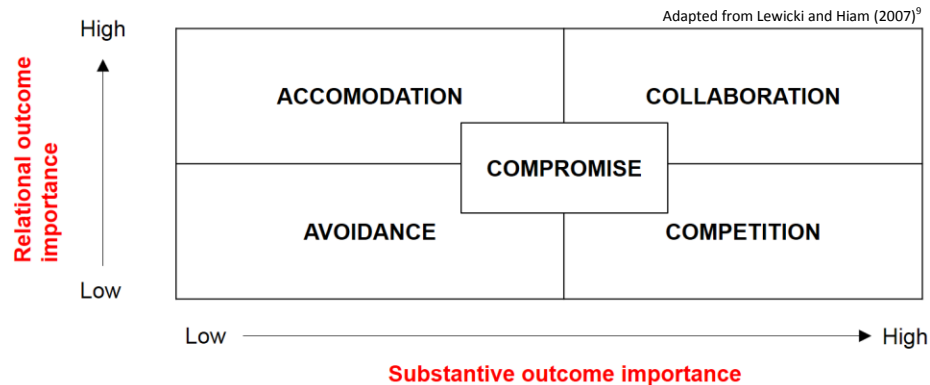 Adapted from Lewicki and Hiam (2007)9
High
ACCOMODATION
COLLABORATION
COMPROMISE
Relational outcome
importance
AVOIDANCE
COMPETITION
Low
Low
High
Substantive outcome importance